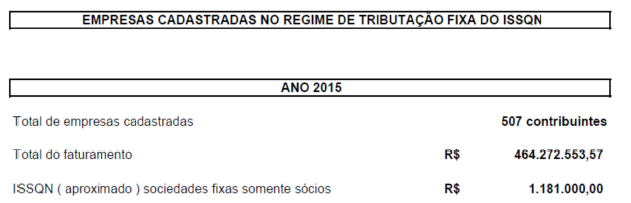 EMPRESAS CADASTRADAS NO REGIME DE TRIBUTAÇÃO FIXA DO ISSQN
ANO 2015
Total de empresas cadastradas 507 contribuintes
Total do faturamento R$ 464.272.553,57
ISSQN ( aproximado ) sociedades fixas somente sócios R$ 1.181.000,00